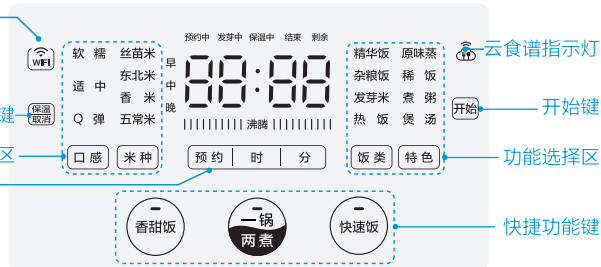 预约中 发芽中 保温中 结束 剩余
WiFi
软糯 丝苗米
适中 东北米
香米
Q弹 五常米
早
中
晚
88:88
沸腾
精华饭 原味蒸
杂粮饭 稀饭
发芽米 煮粥
热饭 煲汤
云食谱指示灯
键
保温
取消
开始
开始键
区
口感
米种
预约 时 分
饭类
特色
功能选择区
香甜饭
一锅
两煮
快速饭
快捷功能键